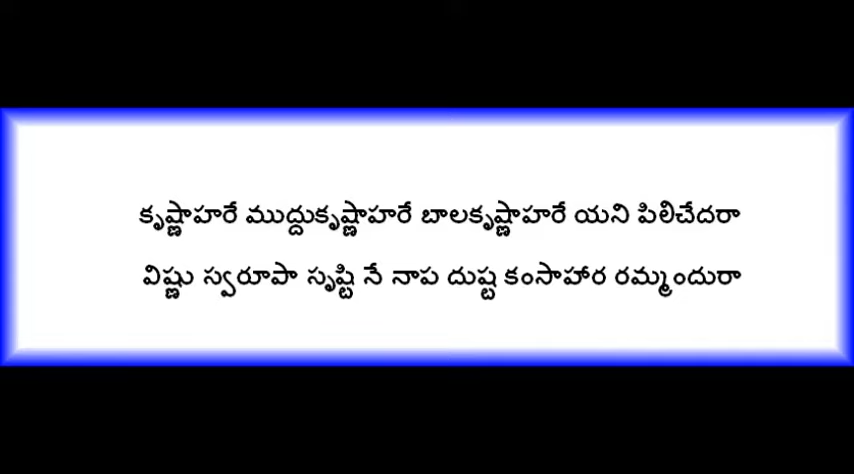 కృష్ణాహరే ముద్దుకృష్ణాహరే బాలకృష్ణాహరే యని పిలిచేదరా
విష్ణు స్వరూపా సృష్టి నే నాప దుష్ట కంసాహార రమ్మందురా